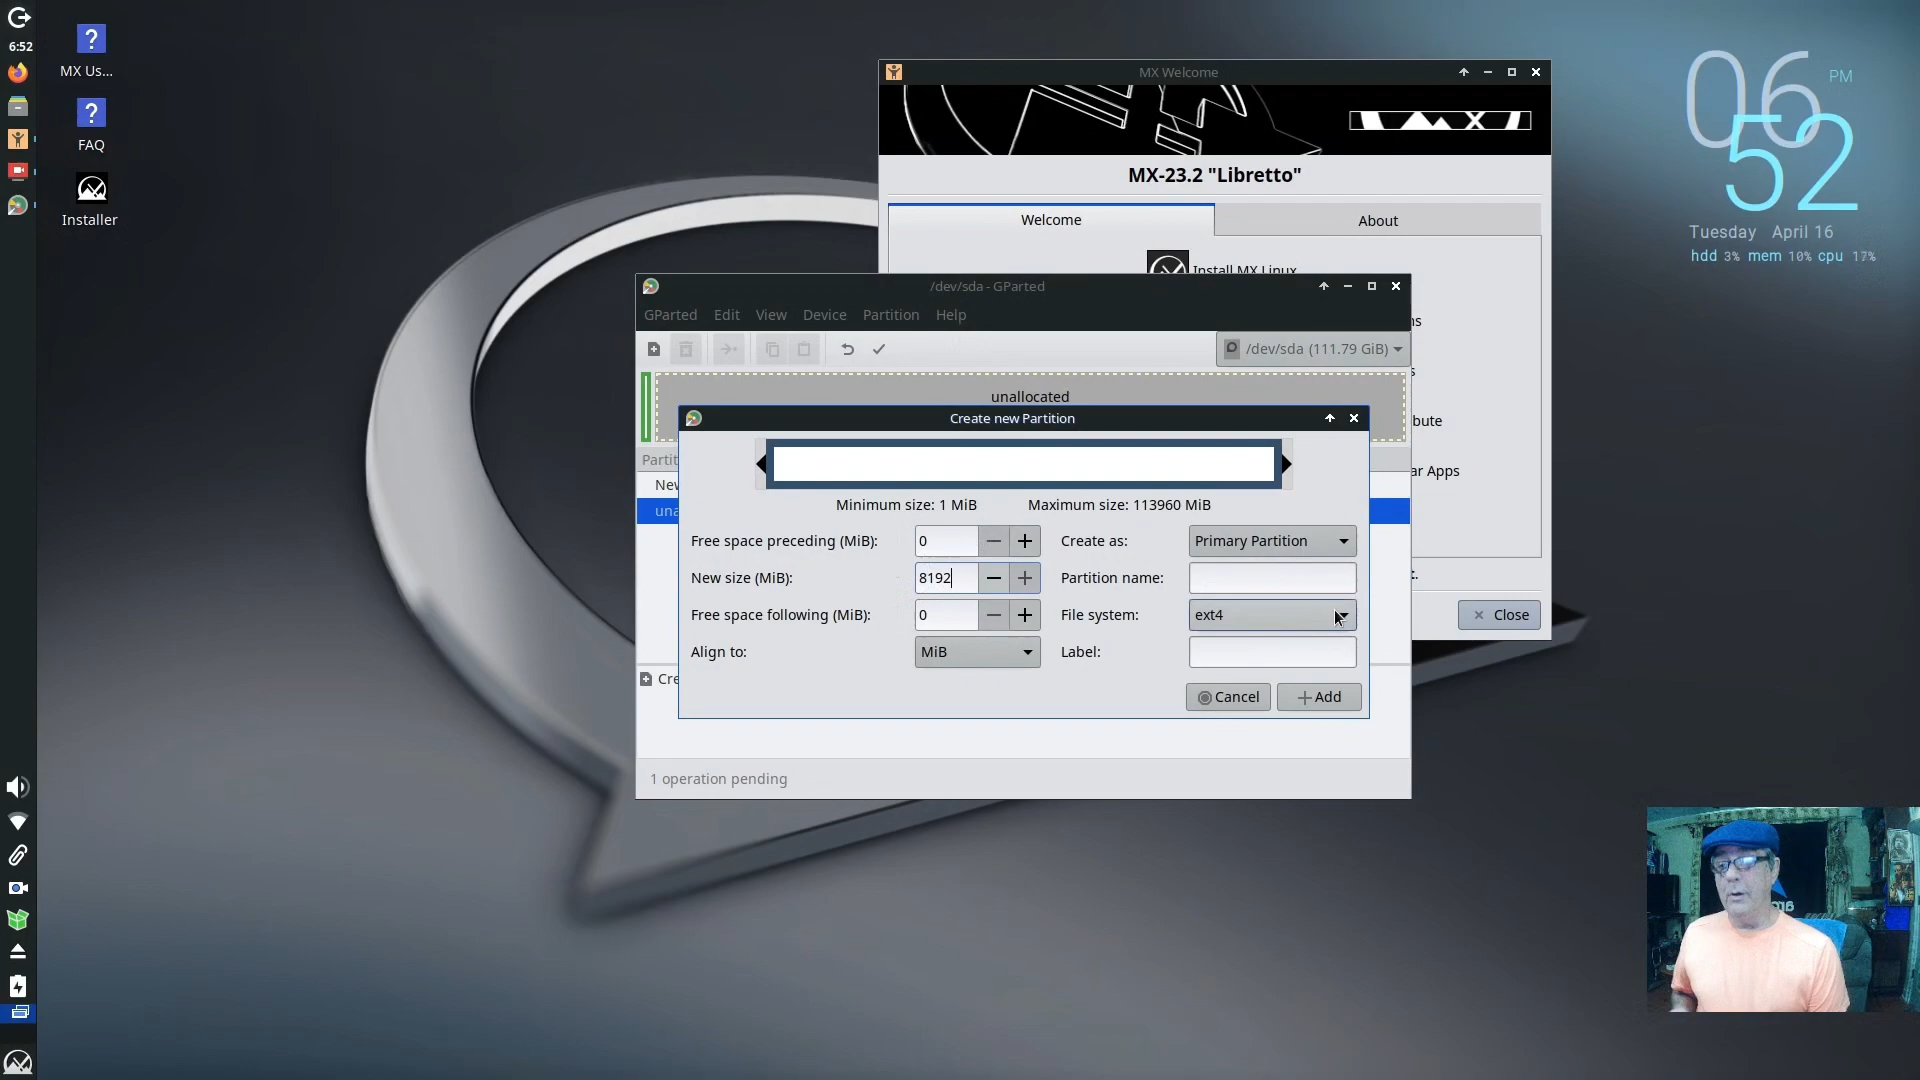 6:52
MX Us...
FAQ
Installer
MX Welcome
MX-23.2 "Libretto"
Welcome
About
Install MX Linux
bute
ar Apps
Close
06 PM
52
Tuesday April 16
hdd 3% mem 10% cpu 17%
/dev/sda - GParted
GParted Edit View Device Partition Help
/dev/sda (111.79 GiB)
unallocated
Partit
New
una
Cre
1 operation pending
Create new Partition
Minimum size: 1 MiB Maximum size: 113960 MiB
Free space preceding (MiB): 0 Create as: Primary Partition
New size (MiB): 8192 Partition name:
Free space following (MiB): 0 File system: ext4
Align to: MiB Label:
Cancel Add